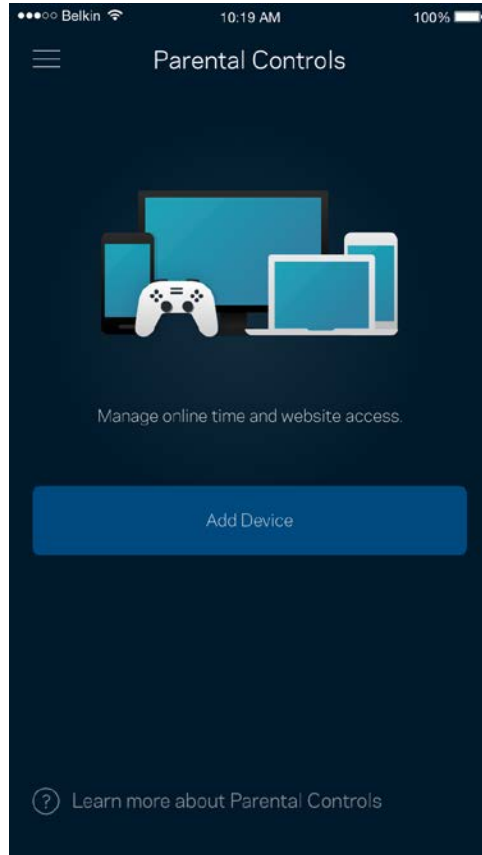 ●●●○○ Belkin 10:19 AM 100%
Parental Controls
Manage online time and website access.
Add Device
? Learn more about Parental Controls